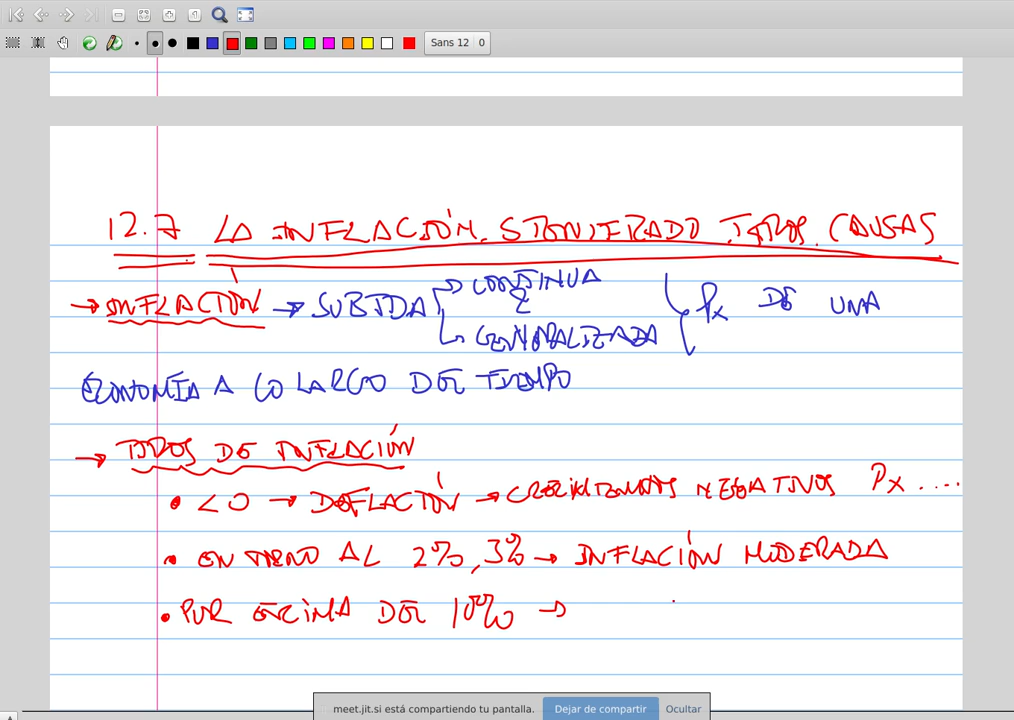 Sans 12 0
12.7 LA INFLACIÓN. SIGNIFICADO. TIPOS. CAUSAS
→ INFLACIÓN → SUBIDA CONTINUA Y GENERALIZADA Px DE UNA
ECONOMÍA A LO LARGO DEL TIEMPO
→ TIPOS DE INFLACIÓN
• < 0 → DEFLACIÓN → CRECIMIENTOS NEGATIVOS Px ....
• EN TORNO AL 2%, 3% → INFLACIÓN MODERADA
• POR ENCIMA DEL 10% →
meet.jit.si está compartiendo tu pantalla. Dejar de compartir Ocultar